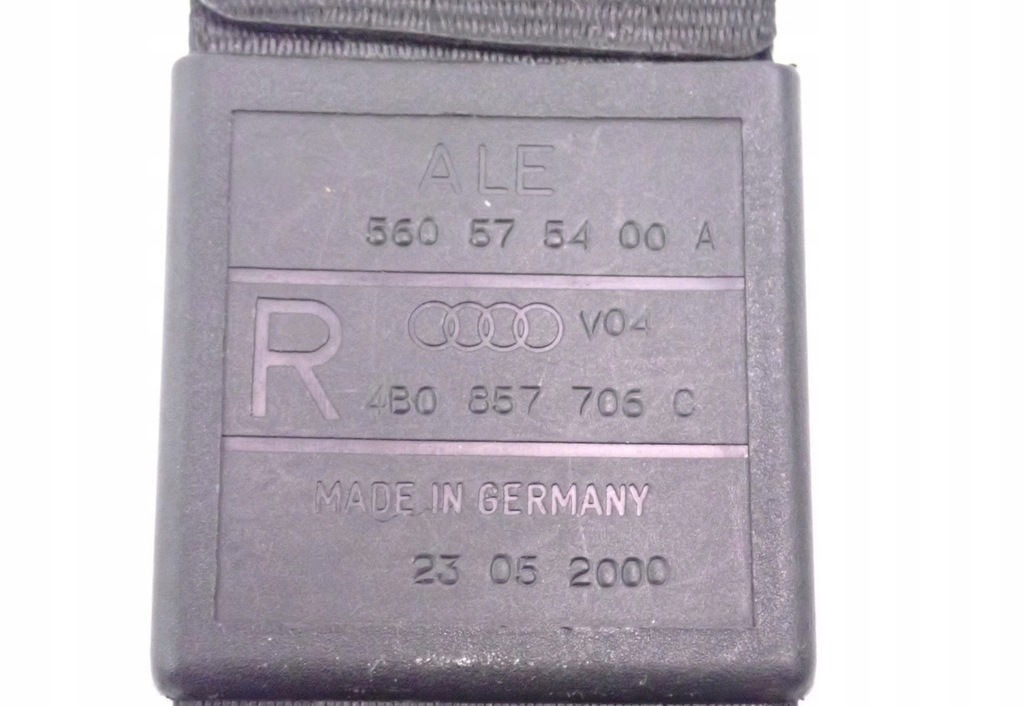 ALE
560 57 54 00 A
R
V04
4B0 857 706 C
MADE IN GERMANY
23 05 2000